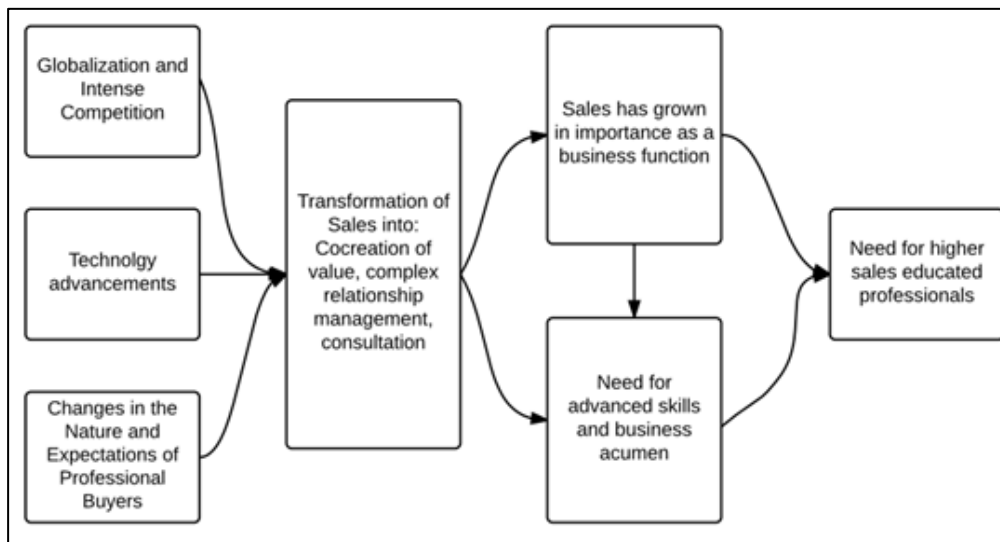 Globalization and
Intense
Competition
Technolgy
advancements
Changes in the
Nature and
Expectations of
Professional
Buyers
Transformation of
Sales into:
Cocreation of
value, complex
relationship
management,
consultation
Sales has grown
in importance as a
business function
Need for
advanced skills
and business
acumen
Need for higher
sales educated
professionals